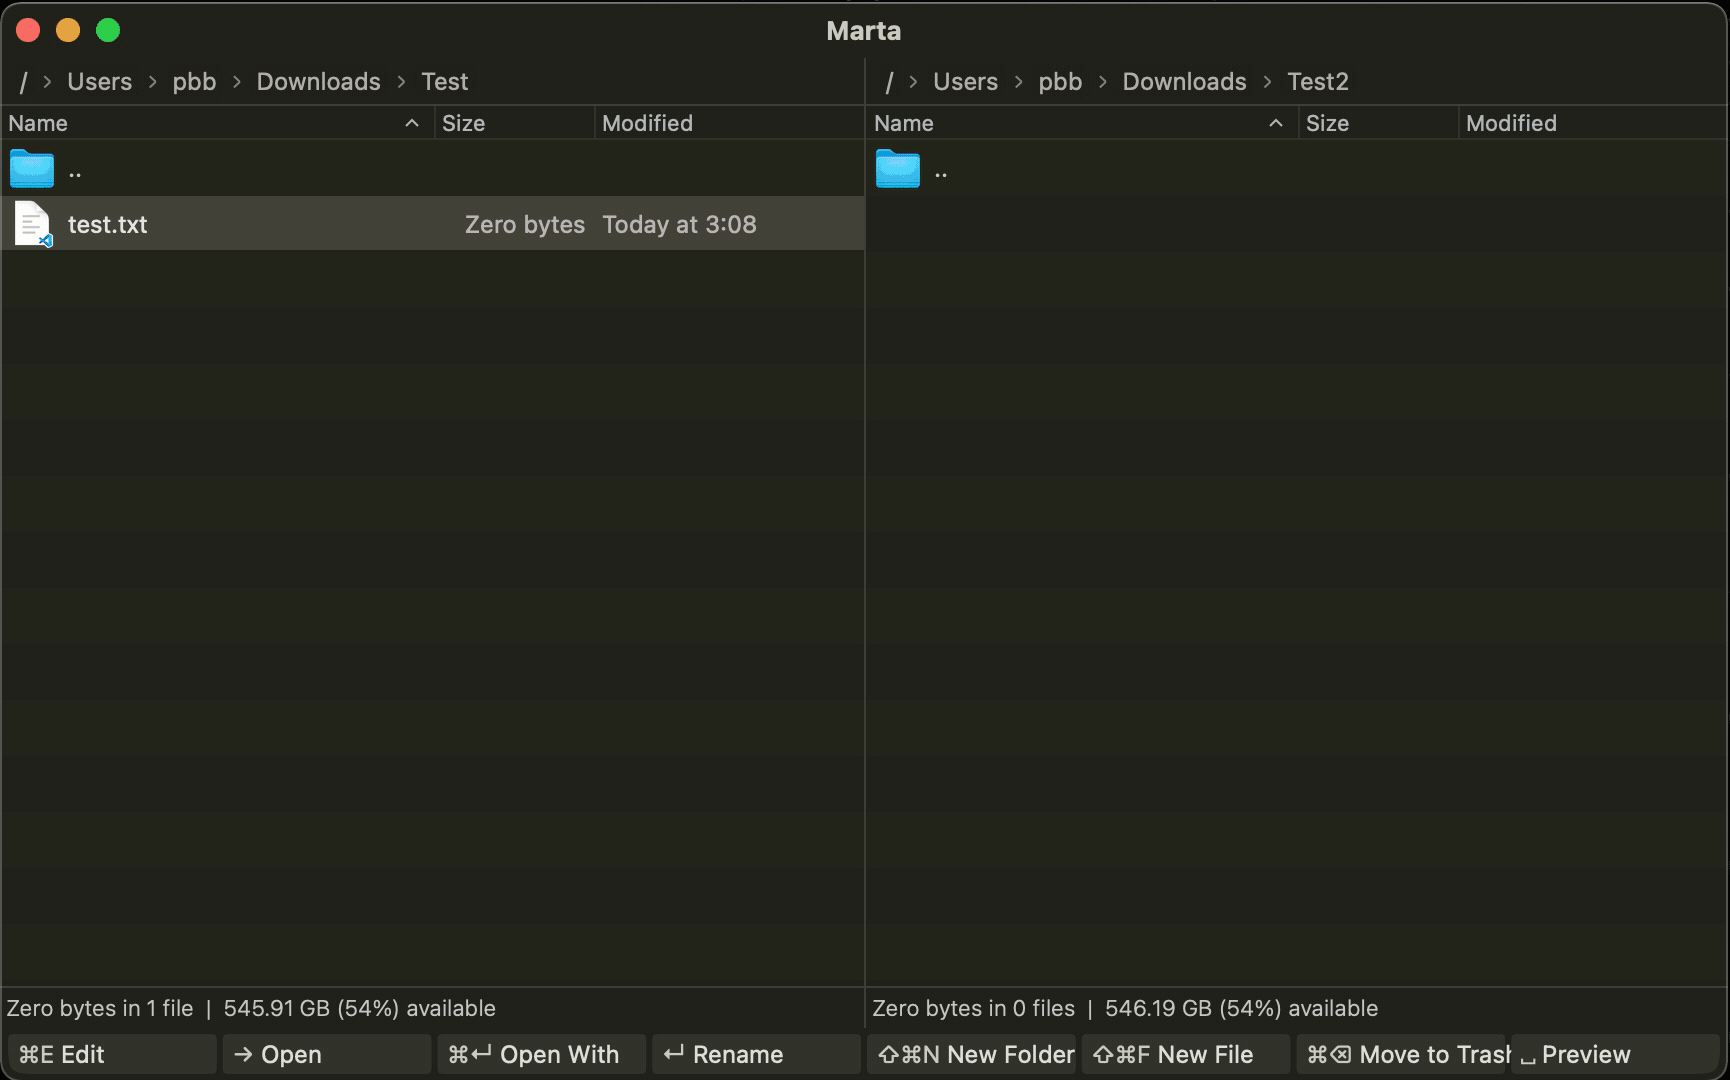 Marta
/ › Users › pbb › Downloads › Test
/ › Users › pbb › Downloads › Test2
Name Size Modified
Name Size Modified
..
..
test.txt Zero bytes Today at 3:08
Zero bytes in 1 file | 545.91 GB (54%) available
Zero bytes in 0 files | 546.19 GB (54%) available
⌘E Edit
→ Open
⌘↵ Open With
↵ Rename
⇧⌘N New Folder
⇧⌘F New File
⌘⌫ Move to Trash
⎵ Preview